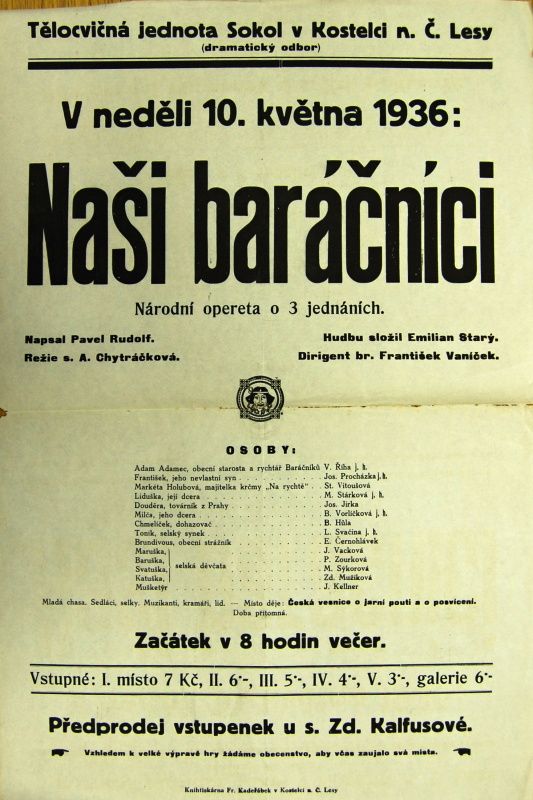 Tělocvičná jednota Sokol v Kostelci n. Č. Lesy
(dramatický odbor)
V neděli 10. května 1936:
Naši baráčníci
Národní opereta o 3 jednáních.
Napsal Pavel Rudolf. Hudbu složil Emilian Starý.
Režie s. A. Chytráčková. Dirigent br. František Vaníček.
OSOBY:
Adam Adamec, obecní starosta a rychtář Baráčníků V. Říha j. h.
František, jeho nevlastní syn . . . . . . . . . . . Jos. Procházka j. h.
Markéta Holubová, majitelka krčmy „Na rychtě" . . St. Vitoušová
Liduška, její dcera . . . . . . . . . . . M. Stárková j. h.
Douděra, továrník z Prahy . . . . . . . . . . . Jos. Jirka
Milča, jeho dcera . . . . . . . . . . . B. Vorlíčková j. h.
Chmelíček, dohazovač . . . . . . . . . . . B. Hůla
Toník, selský synek . . . . . . . . . . . L. Svačina j. h.
Brundivous, obecní strážník . . . . . . . . . . . E. Černohlávek
Maruška, J. Vacková
Baruška, P. Zourková
selská děvčata
Svatuška, M. Sýkorová
Katuška, Zd. Mužíková
Mušketýr . . . . . . . . . . . J. Kellner
Mladá chasa. Sedláci, selky. Muzikanti, kramáři, lid. — Místo děje: Česká vesnice o jarní pouti a o posvícení.
Doba přítomná.
Začátek v 8 hodin večer.
Vstupné: I. místo 7 Kč, II. 6·-, III. 5·-, IV. 4·-, V. 3·-, galerie 6·-
Předprodej vstupenek u s. Zd. Kalfusové.
Vzhledem k velké výpravě hry žádáme obecenstvo, aby včas zaujalo svá místa.
Knihtiskárna Fr. Kadeřábek v Kostelci n. Č. Lesy